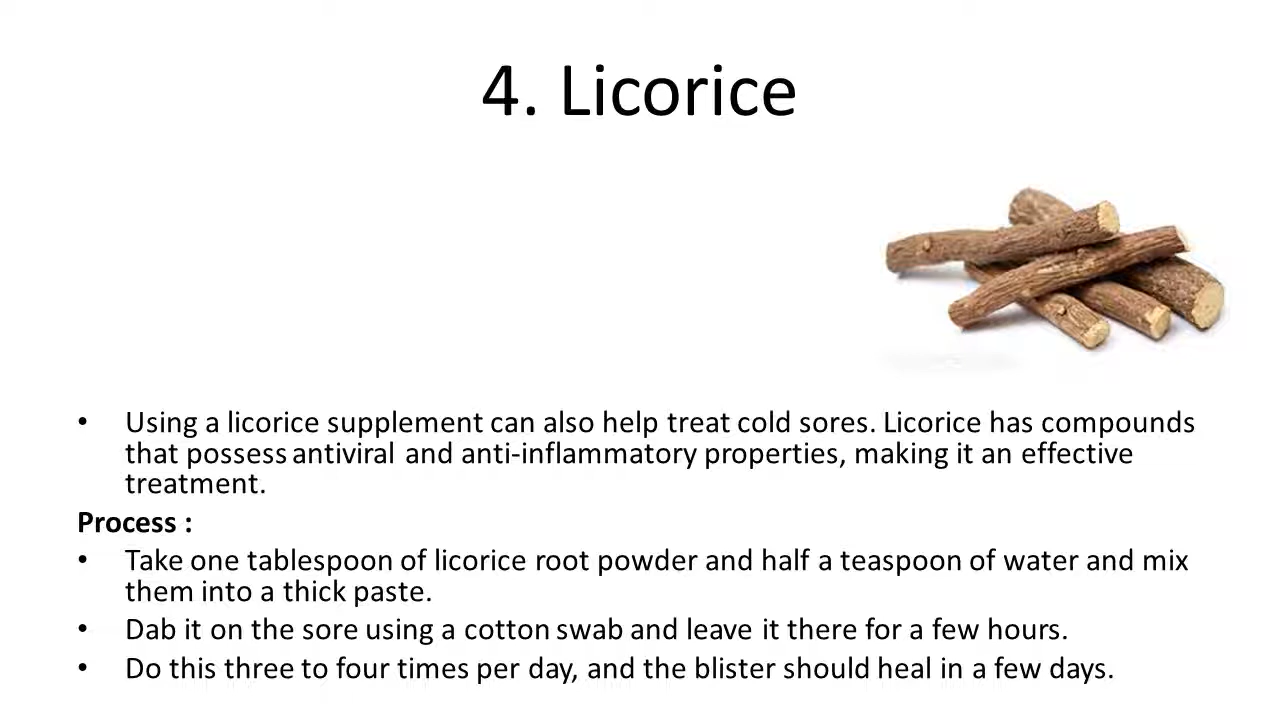 4. Licorice
• Using a licorice supplement can also help treat cold sores. Licorice has compounds
that possess antiviral and anti-inflammatory properties, making it an effective
treatment.
Process :
• Take one tablespoon of licorice root powder and half a teaspoon of water and mix
them into a thick paste.
• Dab it on the sore using a cotton swab and leave it there for a few hours.
• Do this three to four times per day, and the blister should heal in a few days.